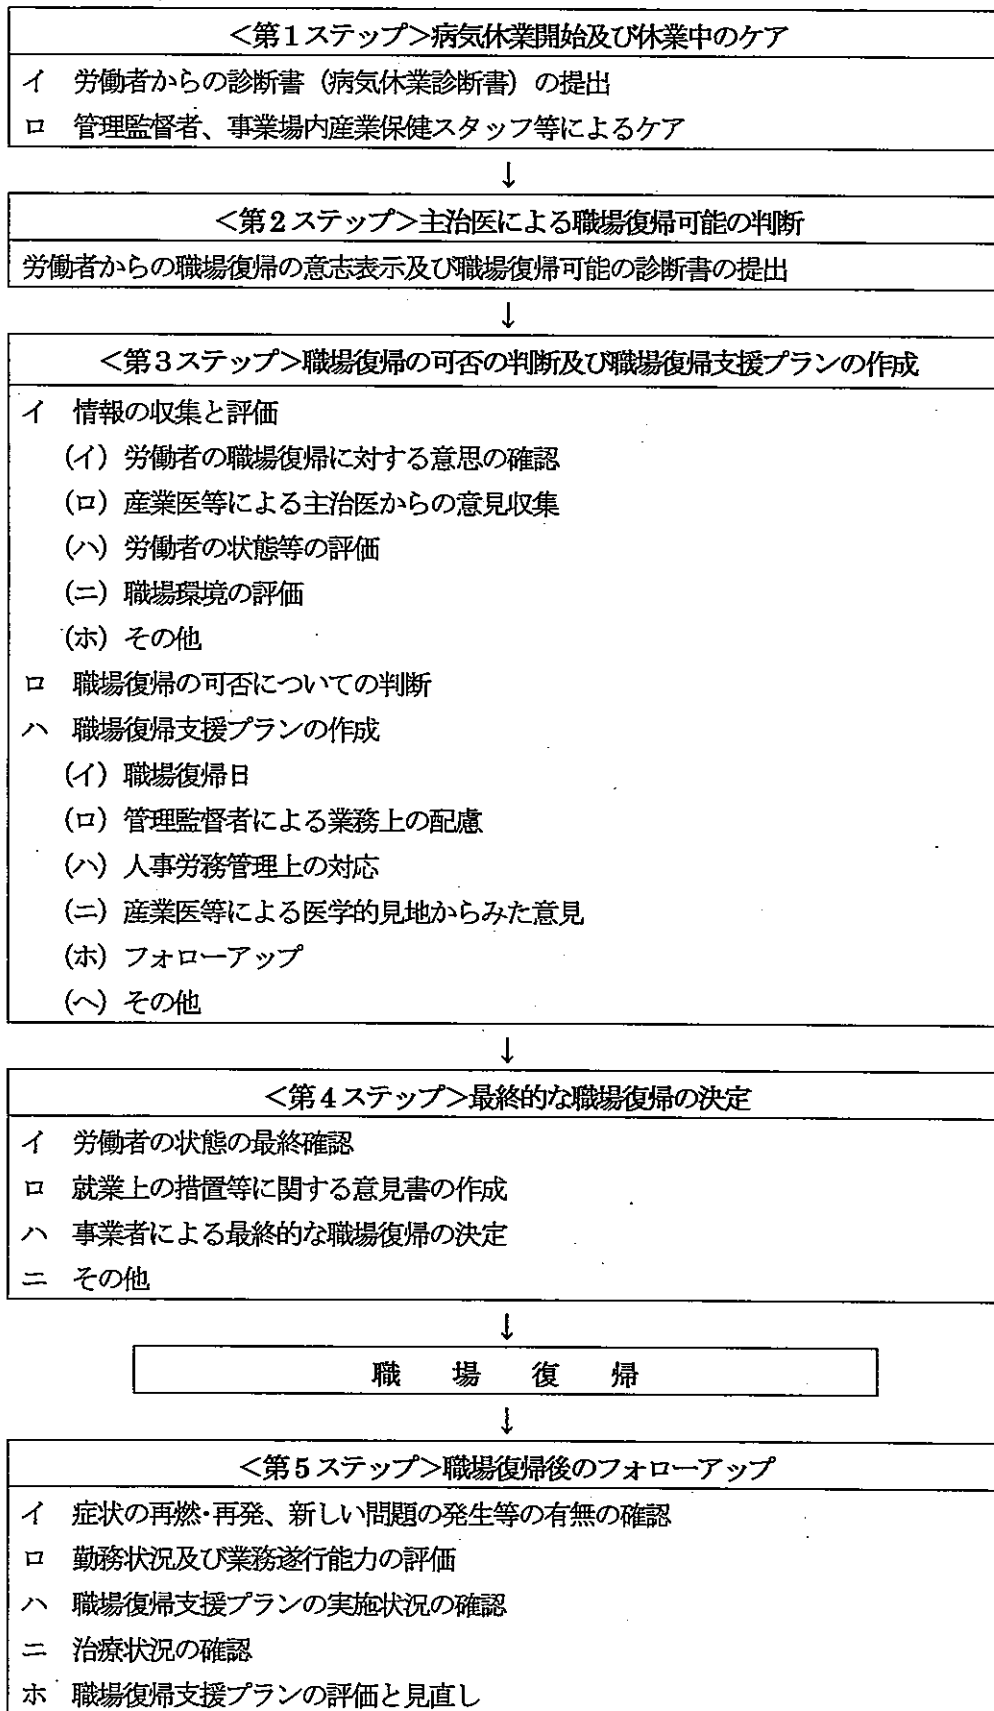 ＜第１ステップ＞病気休業開始及び休業中のケア
イ　労働者からの診断書（病気休業診断書）の提出
ロ　管理監督者、事業場内産業保健スタッフ等によるケア
↓
＜第２ステップ＞主治医による職場復帰可能の判断
労働者からの職場復帰の意志表示及び職場復帰可能の診断書の提出
↓
＜第３ステップ＞職場復帰の可否の判断及び職場復帰支援プランの作成
イ　情報の収集と評価
（イ）労働者の職場復帰に対する意思の確認
（ロ）産業医等による主治医からの意見収集
（ハ）労働者の状態等の評価
（ニ）職場環境の評価
（ホ）その他
ロ　職場復帰の可否についての判断
ハ　職場復帰支援プランの作成
（イ）職場復帰日
（ロ）管理監督者による業務上の配慮
（ハ）人事労務管理上の対応
（ニ）産業医等による医学的見地からみた意見
（ホ）フォローアップ
（ヘ）その他
↓
＜第４ステップ＞最終的な職場復帰の決定
イ　労働者の状態の最終確認
ロ　就業上の措置等に関する意見書の作成
ハ　事業者による最終的な職場復帰の決定
ニ　その他
↓
職　場　復　帰
↓
＜第５ステップ＞職場復帰後のフォローアップ
イ　症状の再燃・再発、新しい問題の発生等の有無の確認
ロ　勤務状況及び業務遂行能力の評価
ハ　職場復帰支援プランの実施状況の確認
ニ　治療状況の確認
ホ　職場復帰支援プランの評価と見直し